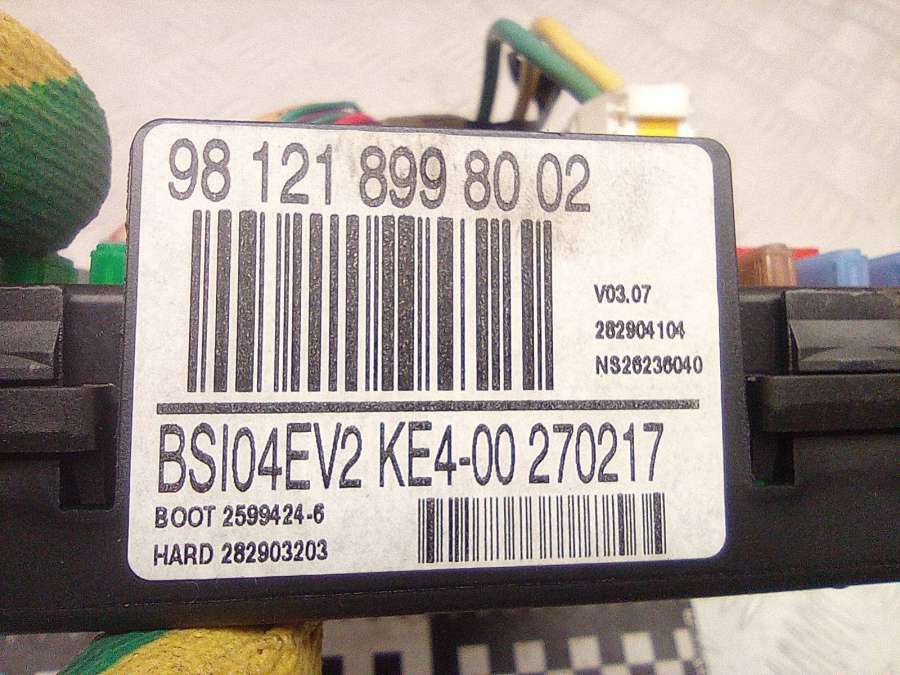 98 121 899 80 02
V03.07
282904104
NS26236040
BSI04EV2 KE4-00 270217
BOOT 2599424-6
HARD 282903203